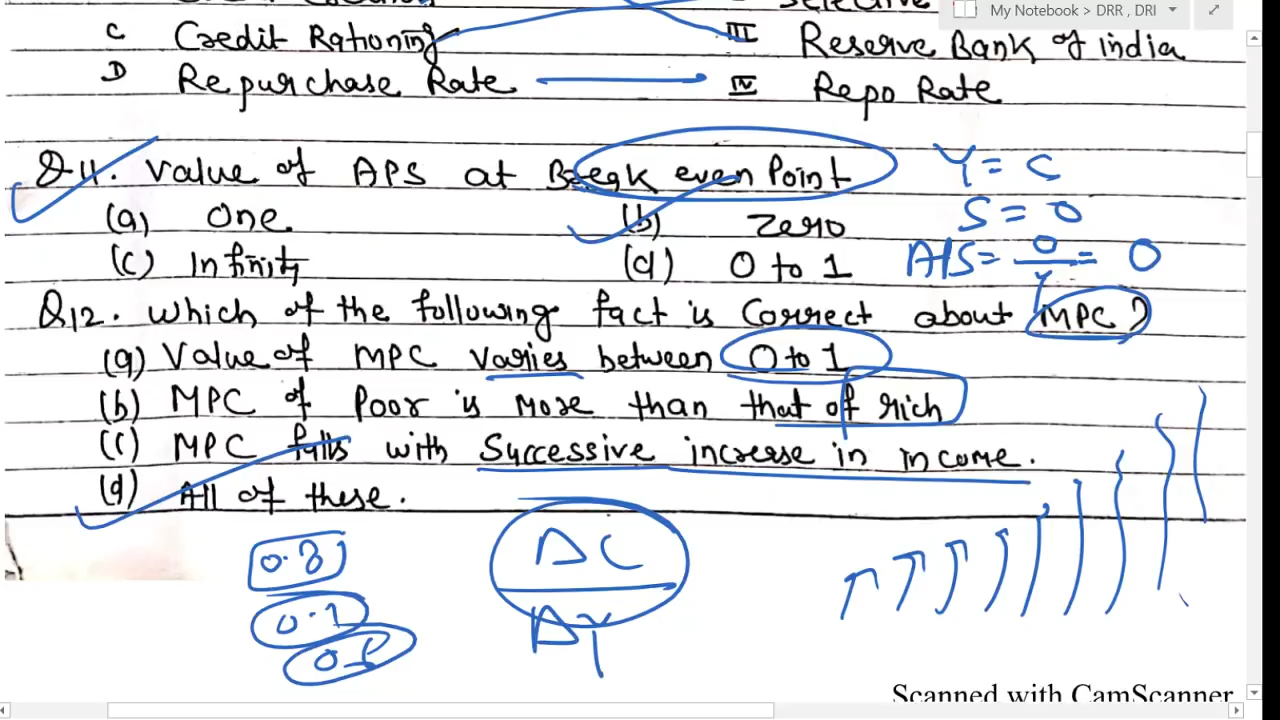 My Notebook > DRR , DRI
C Credit Rationing III Reserve Bank of india
D Repurchase Rate IV Repo Rate
Q-11. Value of APS at Break even Point Y = C
(a) One (b) Zero S = 0
(c) Infinity (d) 0 to 1 APS = 0/Y = 0
Q12. Which of the following fact is Correct about MPC?
(a) Value of MPC varies between 0 to 1
(b) MPC of Poor is More than that of rich
(c) MPC falls with Successive increase in income.
(d) All of these.
0.8
ΔC
ΔY
Scanned with CamScanner